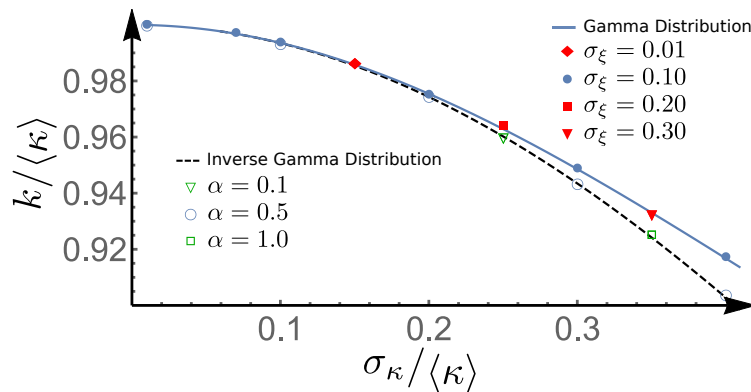 Gamma Distribution
σ_ξ = 0.01
σ_ξ = 0.10
σ_ξ = 0.20
σ_ξ = 0.30
k/⟨κ⟩
0.98
0.96
0.94
0.92
Inverse Gamma Distribution
α = 0.1
α = 0.5
α = 1.0
0.1
0.2
0.3
σ_κ/⟨κ⟩